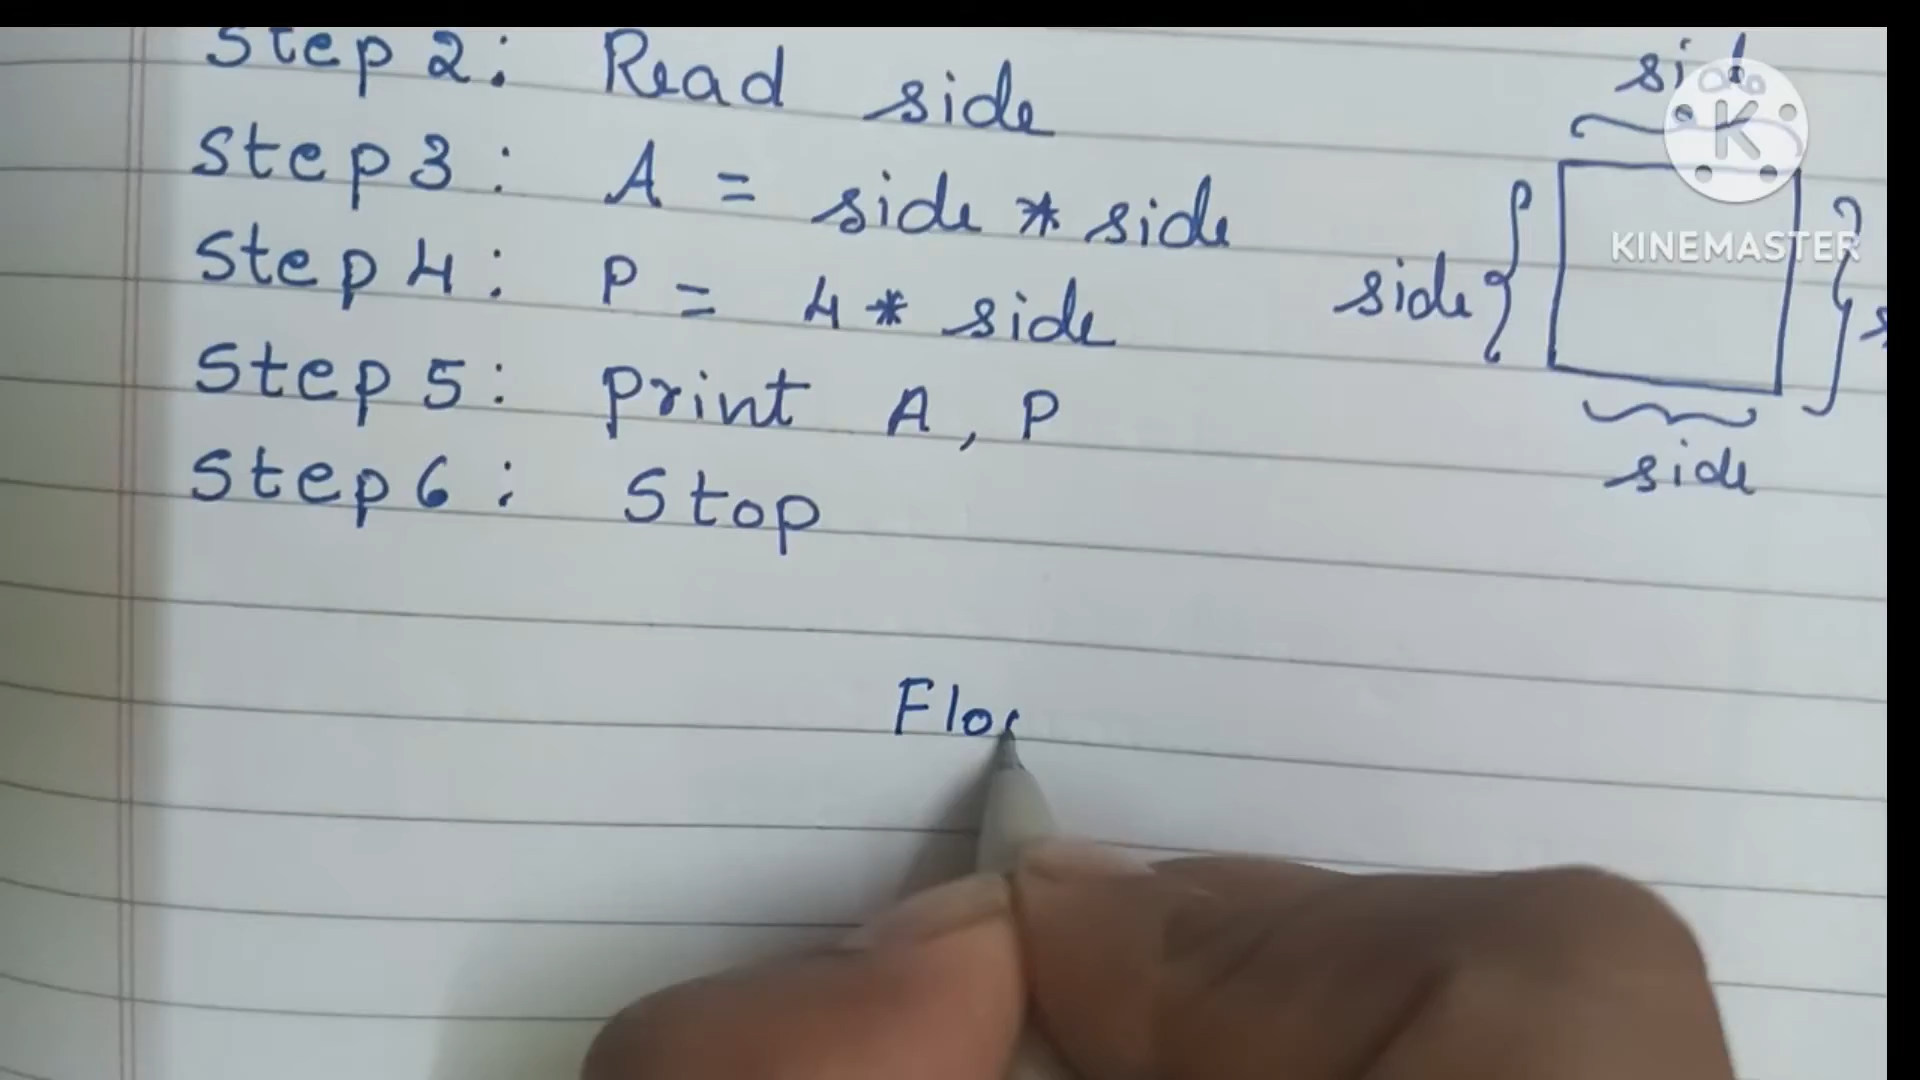 Step 2: Read side
Step 3: A = side * side
Step 4: P = 4 * side
Step 5: print A, P
Step 6: Stop
side
side
side
K
KINEMASTER
Flo